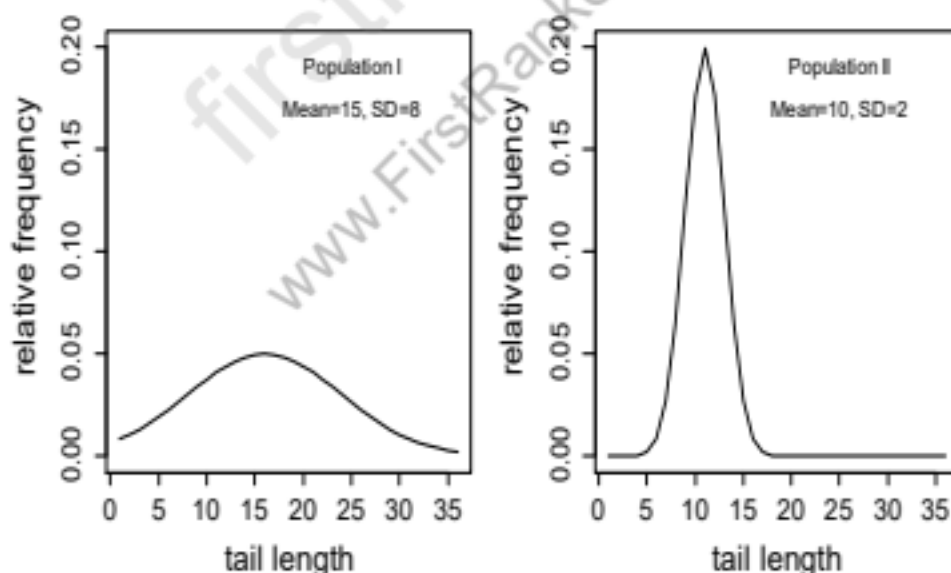 firstr
www.FirstRanke
Population I
Mean=15, SD=8
relative frequency
0.20
0.15
0.10
0.05
0.00
0 5 10 15 20 25 30 35
tail length
Population II
Mean=10, SD=2
relative frequency
0.20
0.15
0.10
0.05
0.00
0 5 10 15 20 25 30 35
tail length